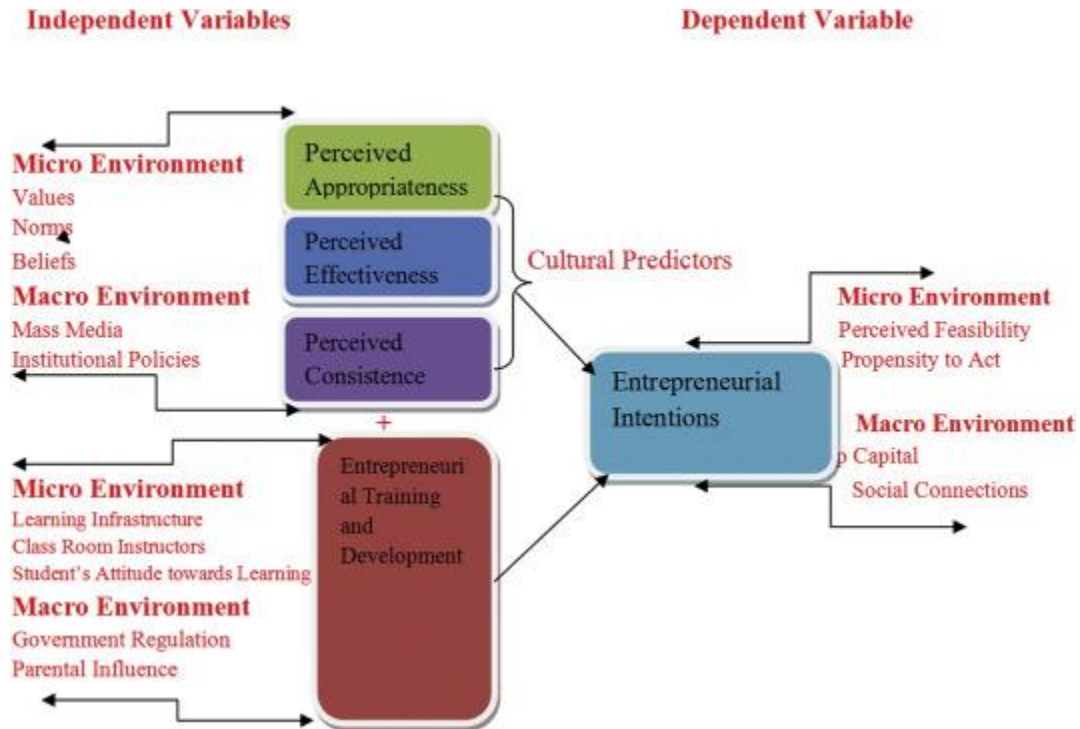 Independent Variables
Dependent Variable
Perceived
Appropriateness
Micro Environment
Values
Norms
Beliefs
Macro Environment
Mass Media
Institutional Policies
Perceived
Effectiveness
Perceived
Consistence
Cultural Predictors
+
Micro Environment
Learning Infrastructure
Class Room Instructors
Student's Attitude towards Learning
Macro Environment
Government Regulation
Parental Influence
Entrepreneuri
al Training
and
Development
Entrepreneurial
Intentions
Micro Environment
Perceived Feasibility
Propensity to Act
Macro Environment
Capital
Social Connections